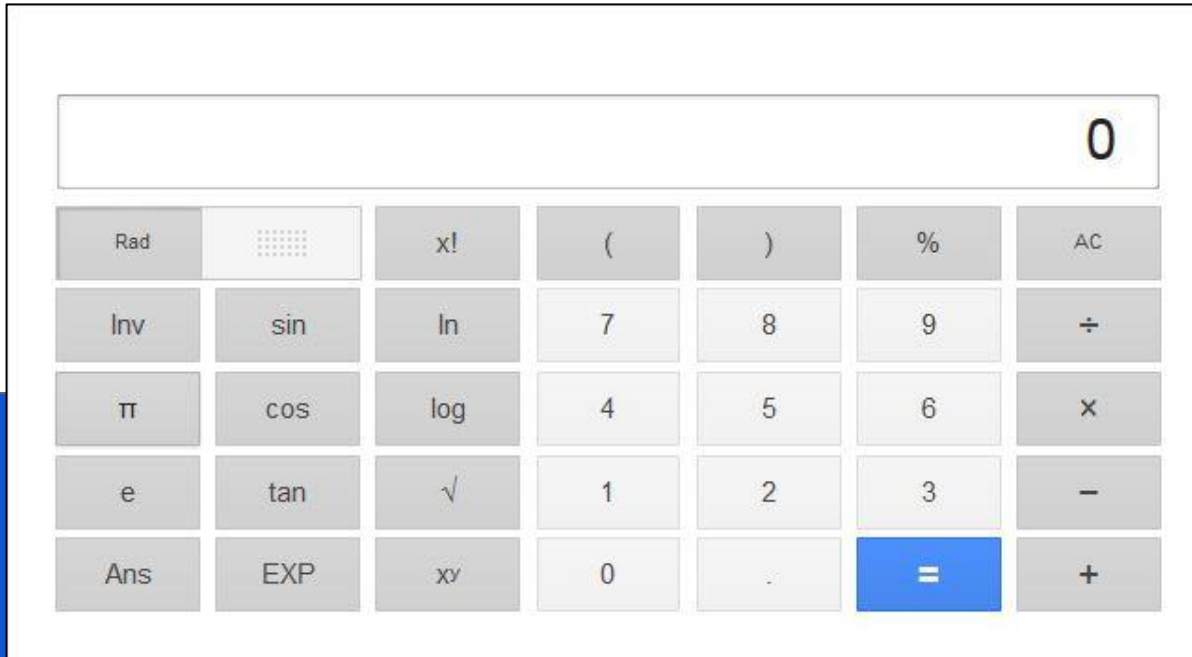 0
Rad x! ( ) % AC
Inv sin ln 7 8 9 ÷
π cos log 4 5 6 ×
e tan √ 1 2 3 −
Ans EXP xʸ 0 . = +